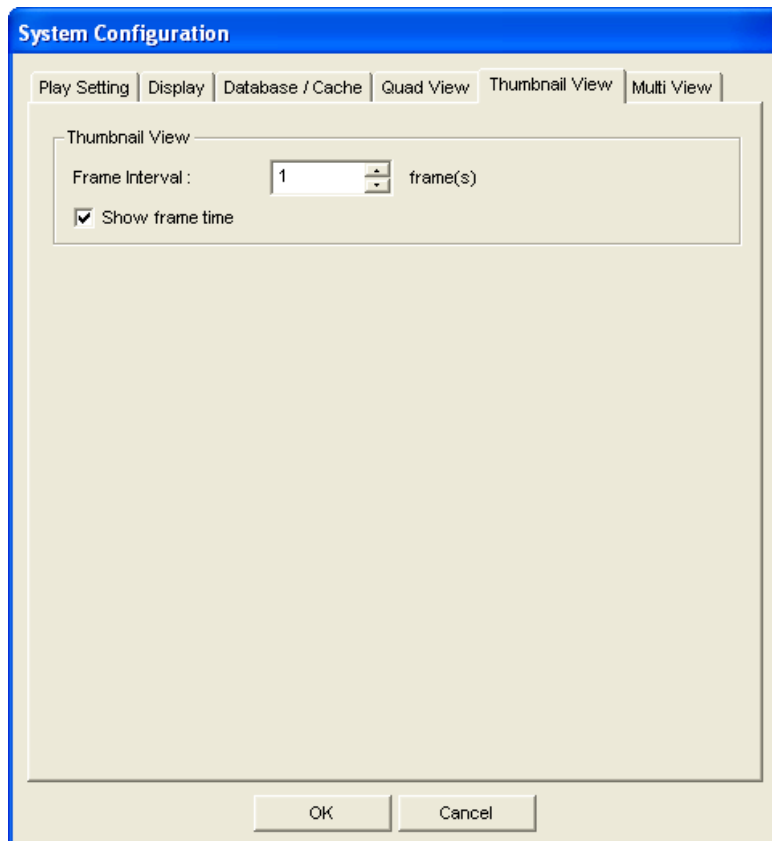 System Configuration
Play Setting Display Database / Cache Quad View Thumbnail View Multi View
Thumbnail View
Frame Interval : 1 frame(s)
Show frame time
OK Cancel